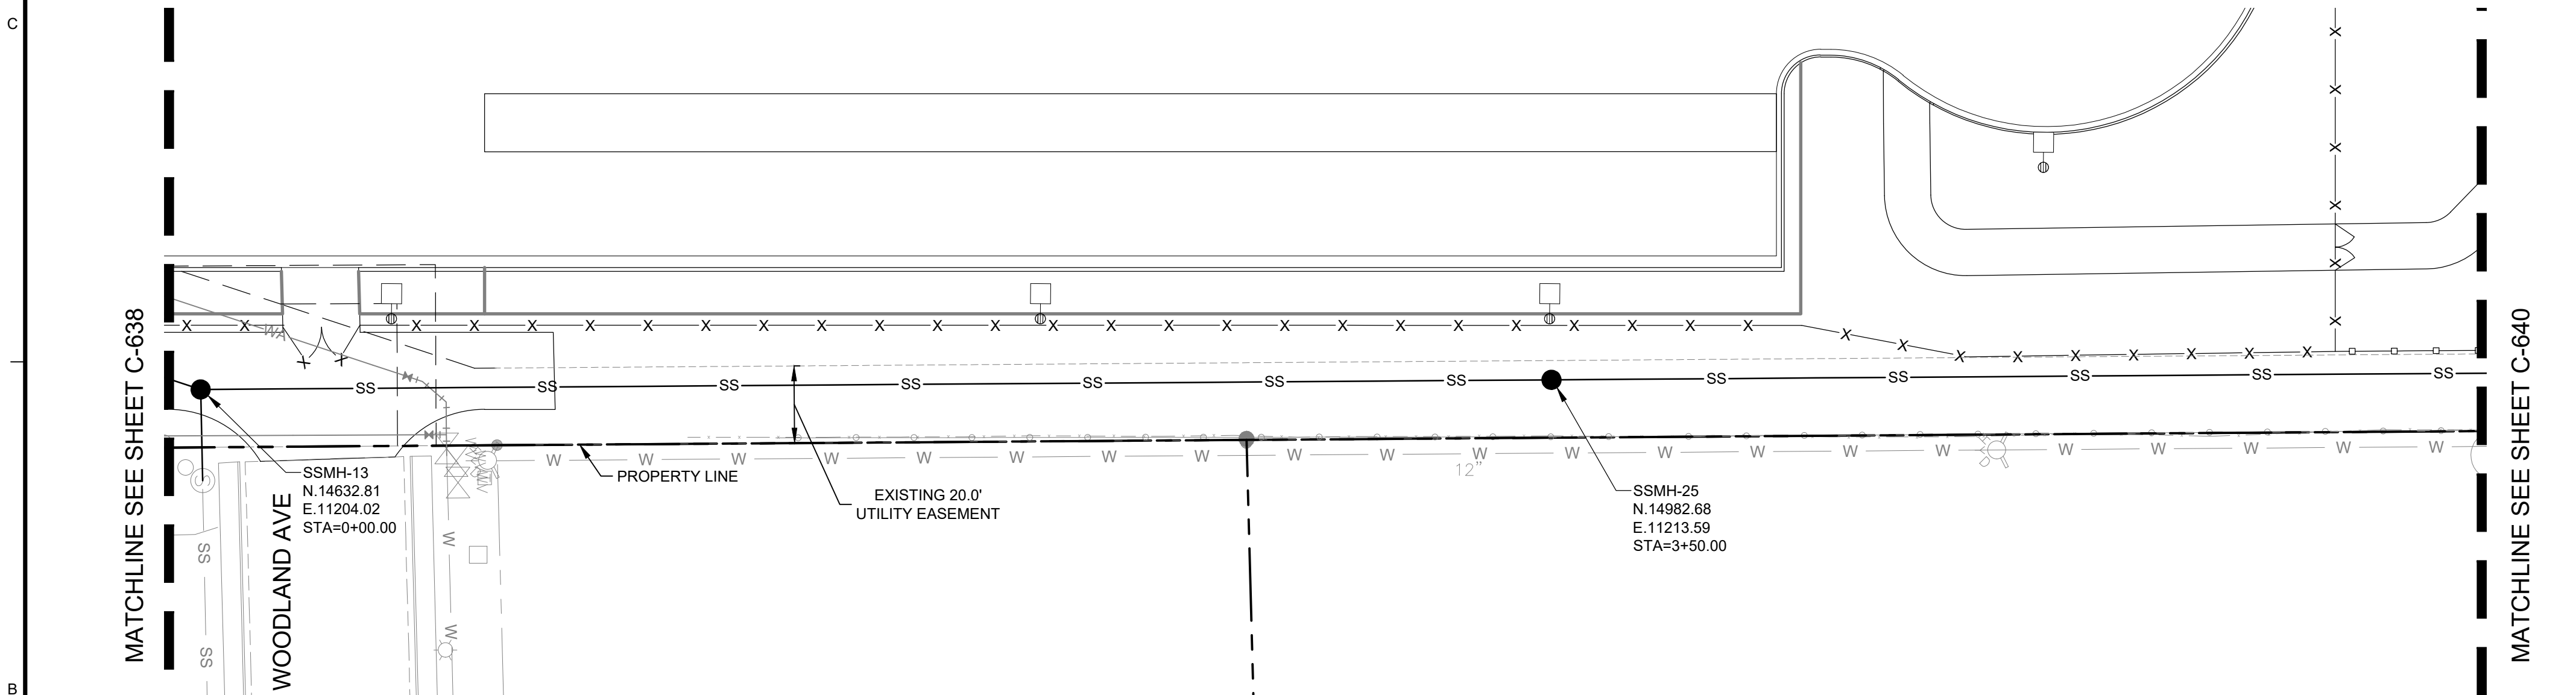 C
MATCHLINE SEE SHEET C-638
MATCHLINE SEE SHEET C-640
X X X X X X X X X X X X X X X X X X X X X X X X X X X X X X X X X X X X X X X X X X X X
WA
SS SS SS SS SS SS SS SS SS SS SS SS
W W W W W W W W W W W W W W W W W W W W W
12"
PROPERTY LINE
EXISTING 20.0'
UTILITY EASEMENT
SSMH-13
N.14632.81
E.11204.02
STA=0+00.00
SSMH-25
N.14982.68
E.11213.59
STA=3+50.00
WOODLAND AVE
S
SS
SS
W
W
B